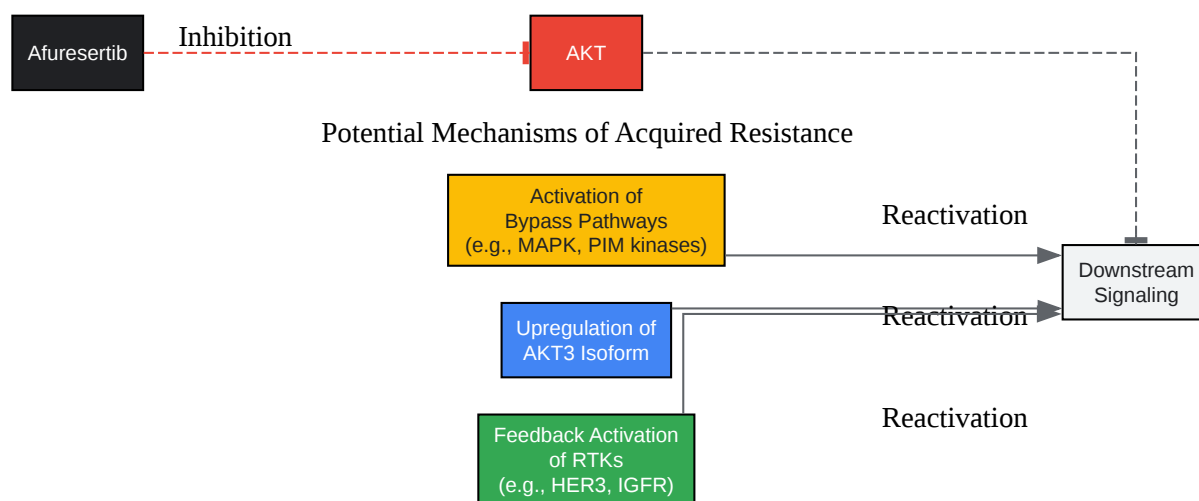 Afuresertib
Inhibition
AKT
Potential Mechanisms of Acquired Resistance
Activation of
Bypass Pathways
(e.g., MAPK, PIM kinases)
Reactivation
Downstream
Signaling
Upregulation of
AKT3 Isoform
Reactivation
Feedback Activation
of RTKs
(e.g., HER3, IGFR)
Reactivation